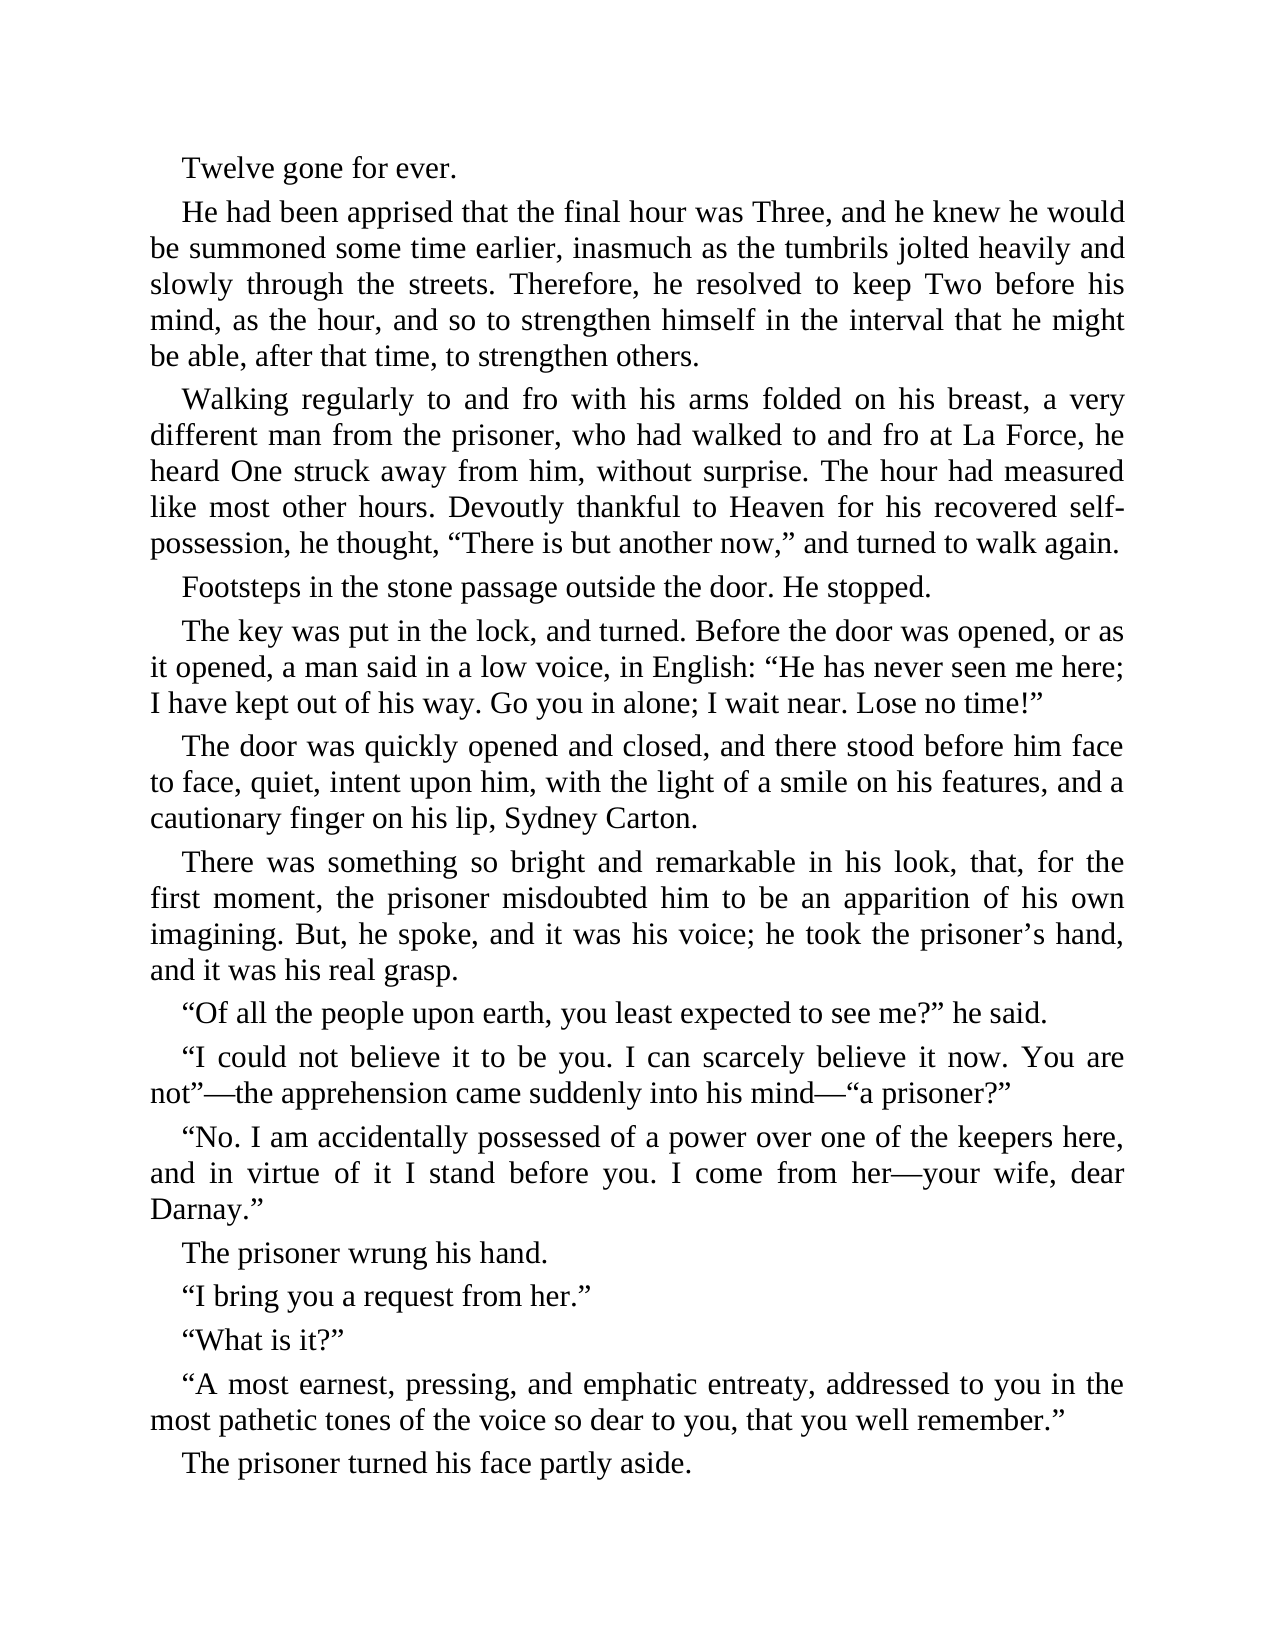 Twelve gone for ever.
He had been apprised that the final hour was Three, and he knew he would
be summoned some time earlier, inasmuch as the tumbrils jolted heavily and
slowly through the streets. Therefore, he resolved to keep Two before his
mind, as the hour, and so to strengthen himself in the interval that he might
be able, after that time, to strengthen others.
Walking regularly to and fro with his arms folded on his breast, a very
different man from the prisoner, who had walked to and fro at La Force, he
heard One struck away from him, without surprise. The hour had measured
like most other hours. Devoutly thankful to Heaven for his recovered self-
possession, he thought, “There is but another now,” and turned to walk again.
Footsteps in the stone passage outside the door. He stopped.
The key was put in the lock, and turned. Before the door was opened, or as
it opened, a man said in a low voice, in English: “He has never seen me here;
I have kept out of his way. Go you in alone; I wait near. Lose no time!”
The door was quickly opened and closed, and there stood before him face
to face, quiet, intent upon him, with the light of a smile on his features, and a
cautionary finger on his lip, Sydney Carton.
There was something so bright and remarkable in his look, that, for the
first moment, the prisoner misdoubted him to be an apparition of his own
imagining. But, he spoke, and it was his voice; he took the prisoner’s hand,
and it was his real grasp.
“Of all the people upon earth, you least expected to see me?” he said.
“I could not believe it to be you. I can scarcely believe it now. You are
not”—the apprehension came suddenly into his mind—“a prisoner?”
“No. I am accidentally possessed of a power over one of the keepers here,
and in virtue of it I stand before you. I come from her—your wife, dear
Darnay.”
The prisoner wrung his hand.
“I bring you a request from her.”
“What is it?”
“A most earnest, pressing, and emphatic entreaty, addressed to you in the
most pathetic tones of the voice so dear to you, that you well remember.”
The prisoner turned his face partly aside.